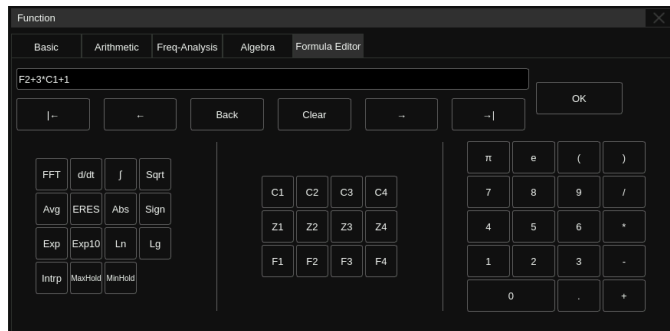 Function
Basic Arithmetic Freq-Analysis Algebra Formula Editor
F2+3*C1+1
OK
|← ← Back Clear → →|
π e ( )
FFT d/dt ∫ Sqrt
C1 C2 C3 C4
7 8 9 /
Avg ERES Abs Sign
Z1 Z2 Z3 Z4
4 5 6 *
Exp Exp10 Ln Lg
F1 F2 F3 F4
1 2 3 -
Intrp MaxHold MinHold
0 . +